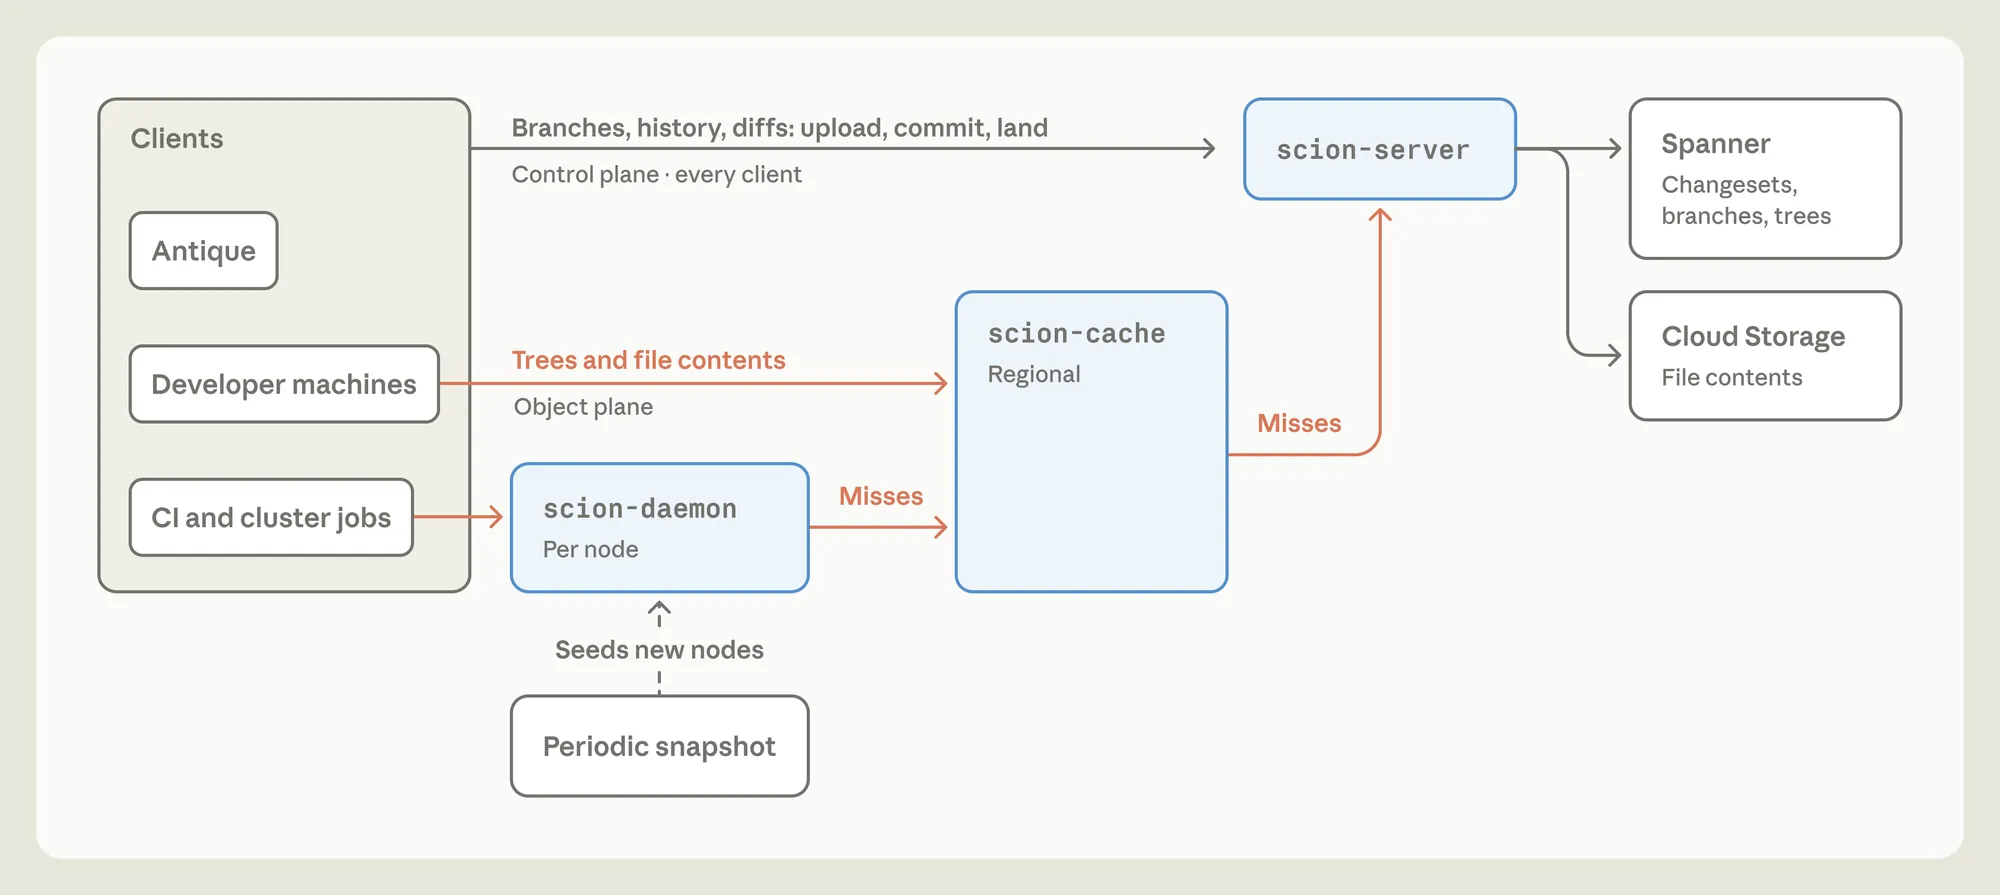 Clients
Antique
Developer machines
CI and cluster jobs
Branches, history, diffs: upload, commit, land
Control plane · every client
Trees and file contents
Object plane
scion-daemon
Per node
Misses
Seeds new nodes
Periodic snapshot
scion-cache
Regional
Misses
scion-server
Spanner
Changesets,
branches, trees
Cloud Storage
File contents